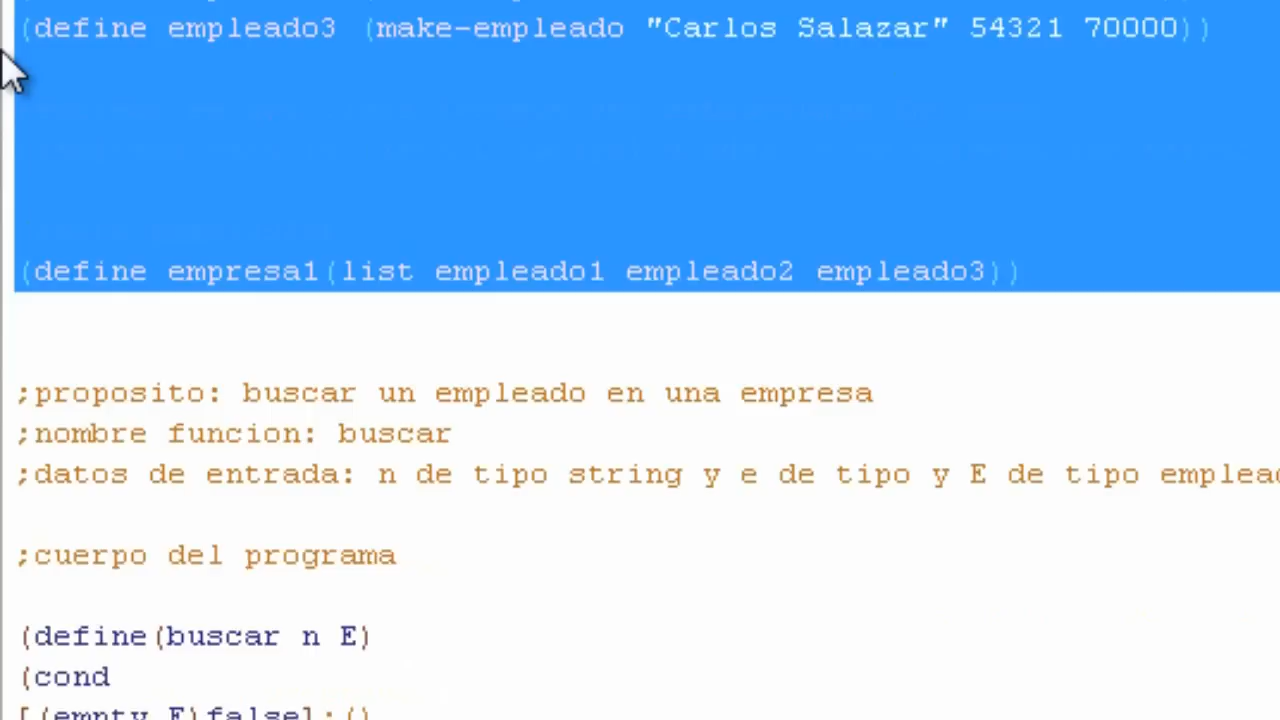 (define empleado3 (make-empleado "Carlos Salazar" 54321 70000))
(define empresa1(list empleado1 empleado2 empleado3))
;proposito: buscar un empleado en una empresa
;nombre funcion: buscar
;datos de entrada: n de tipo string y e de tipo y E de tipo
;cuerpo del programa
(define(buscar n E)
(cond
[(empty E)false];()